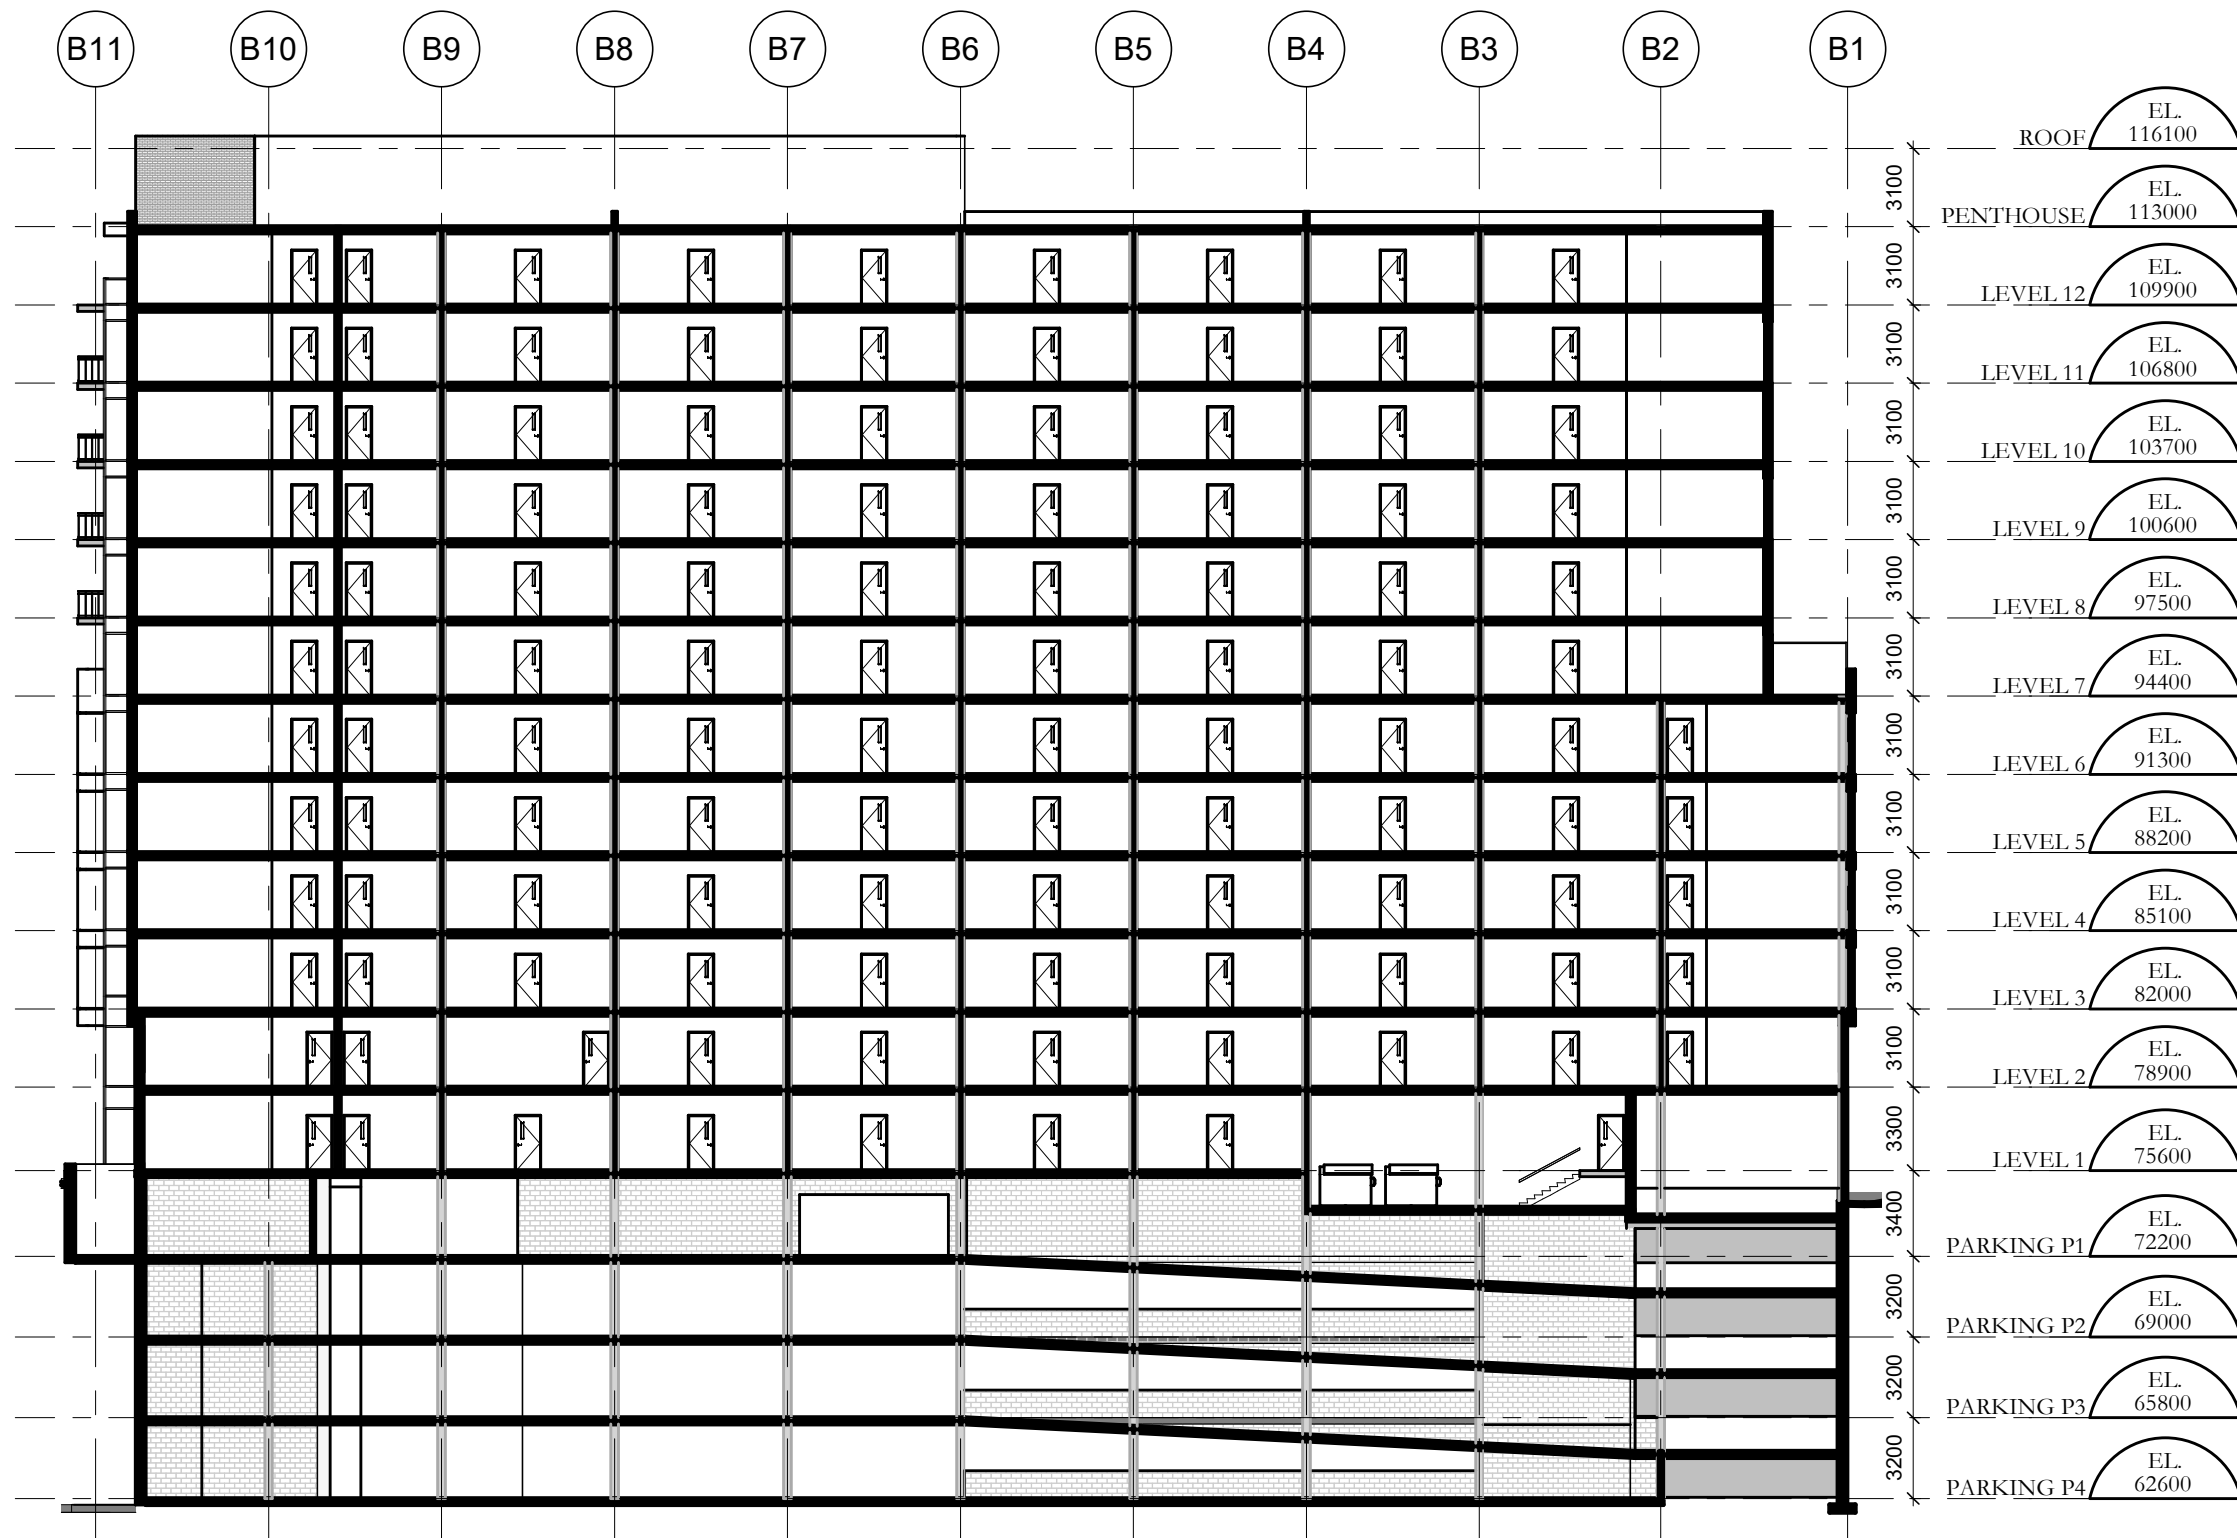 B11 B10 B9 B8 B7 B6 B5 B4 B3 B2 B1
EL.
ROOF 116100
3100
EL.
PENTHOUSE 113000
3100
EL.
LEVEL 12 109900
3100
EL.
LEVEL 11 106800
3100
EL.
LEVEL 10 103700
3100
EL.
LEVEL 9 100600
3100
EL.
LEVEL 8 97500
3100
EL.
LEVEL 7 94400
3100
EL.
LEVEL 6 91300
3100
EL.
LEVEL 5 88200
3100
EL.
LEVEL 4 85100
3100
EL.
LEVEL 3 82000
3100
EL.
LEVEL 2 78900
3300
EL.
LEVEL 1 75600
3400
EL.
PARKING P1 72200
3200
EL.
PARKING P2 69000
3200
EL.
PARKING P3 65800
3200
EL.
PARKING P4 62600